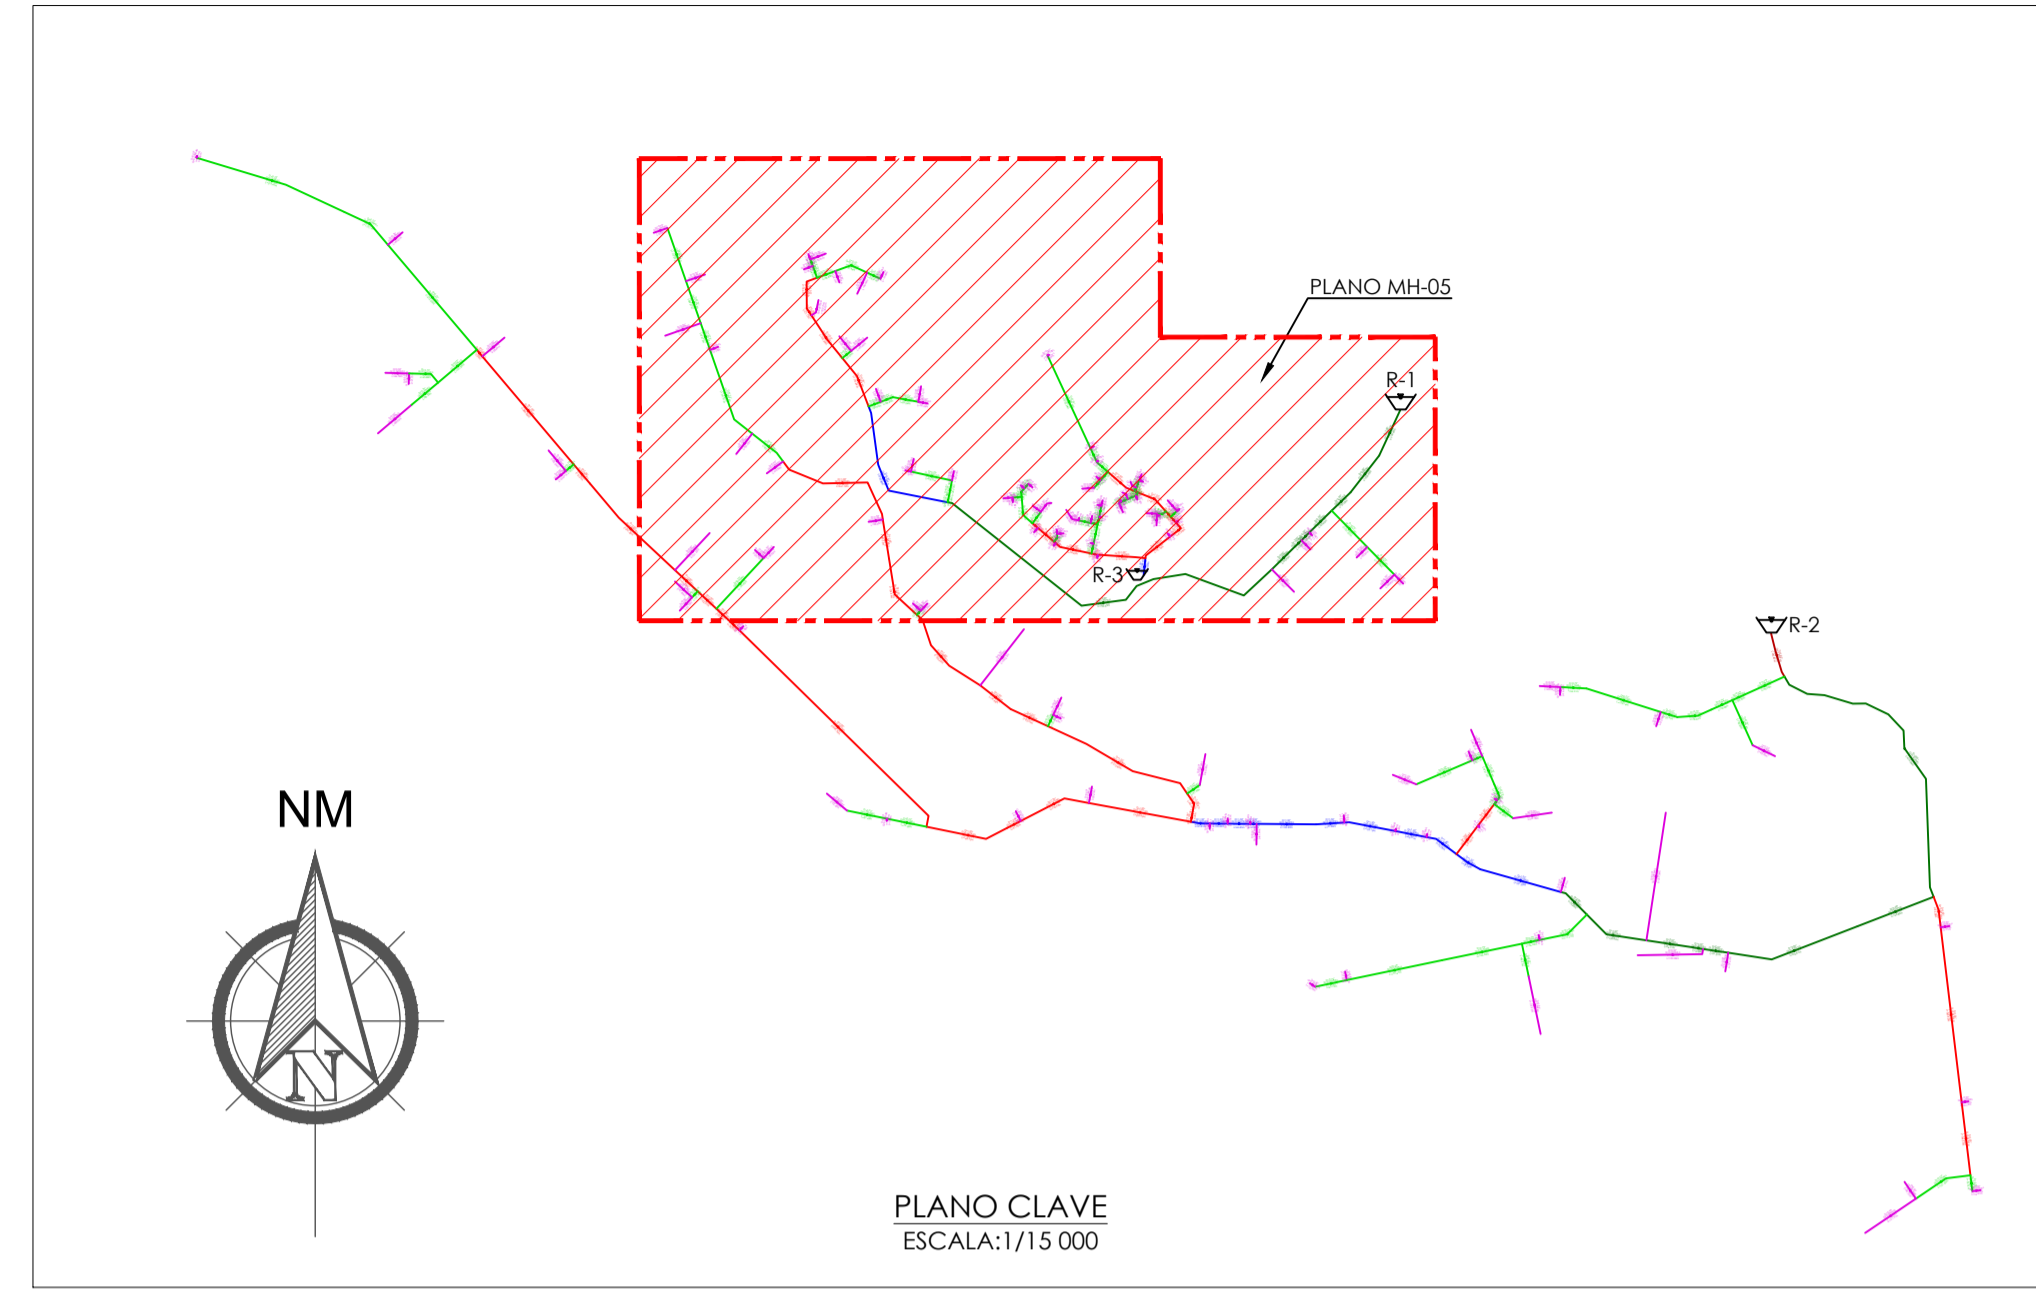 PLANO MH-05
R-1
R-3
R-2
NM
N
PLANO CLAVE
ESCALA:1/15 000